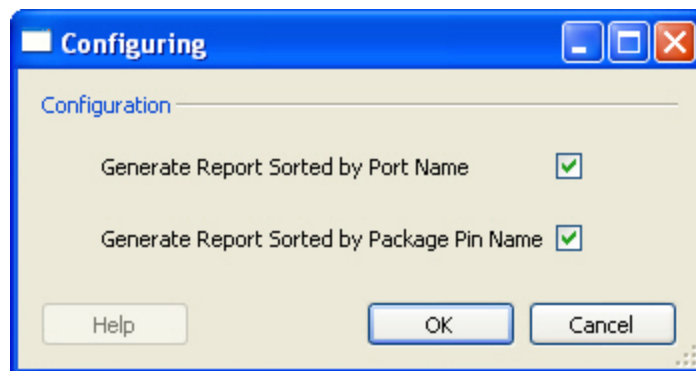 Configuring
Configuration
Generate Report Sorted by Port Name
Generate Report Sorted by Package Pin Name
Help OK Cancel